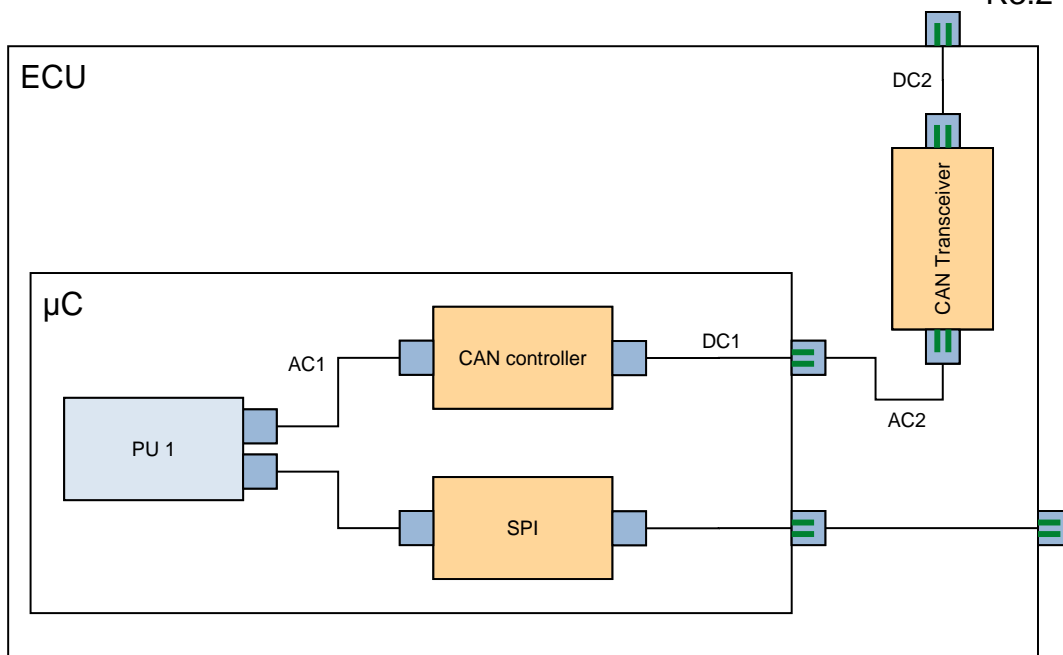 ECU
DC2
CAN Transceiver
µC
AC1
CAN controller
DC1
AC2
PU 1
SPI